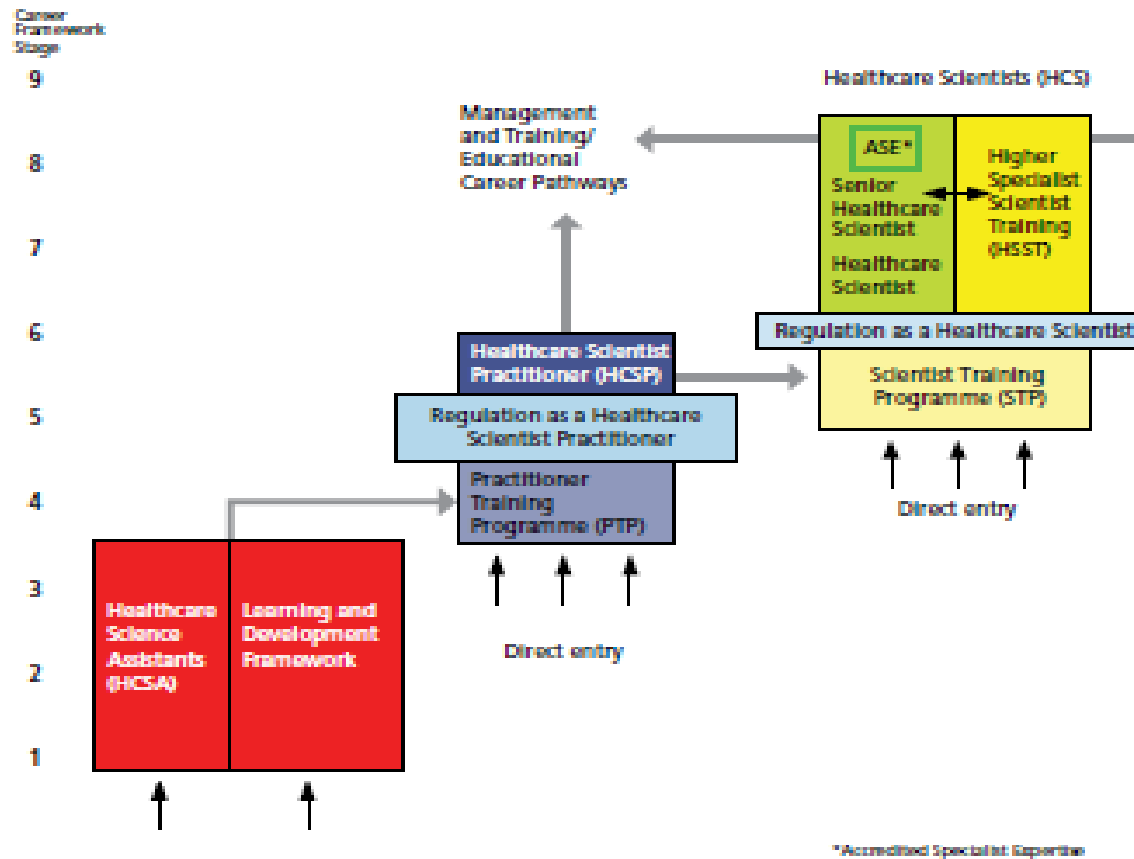 Career
Framework
Stage
9
8
7
6
5
4
3
2
1
Healthcare Scientists (HCS)
Management
and Training/
Educational
Career Pathways
ASE*
Senior
Healthcare
Scientist
Healthcare
Scientist
Higher
Specialist
Scientist
Training
(HSST)
Regulation as a Healthcare Scientist
Scientist Training
Programme (STP)
Direct entry
Healthcare Scientist
Practitioner (HCSP)
Regulation as a Healthcare
Scientist Practitioner
Practitioner
Training
Programme (PTP)
Direct entry
Healthcare
Science
Assistants
(HCSA)
Learning and
Development
Framework
*Accredited Specialist Expertise